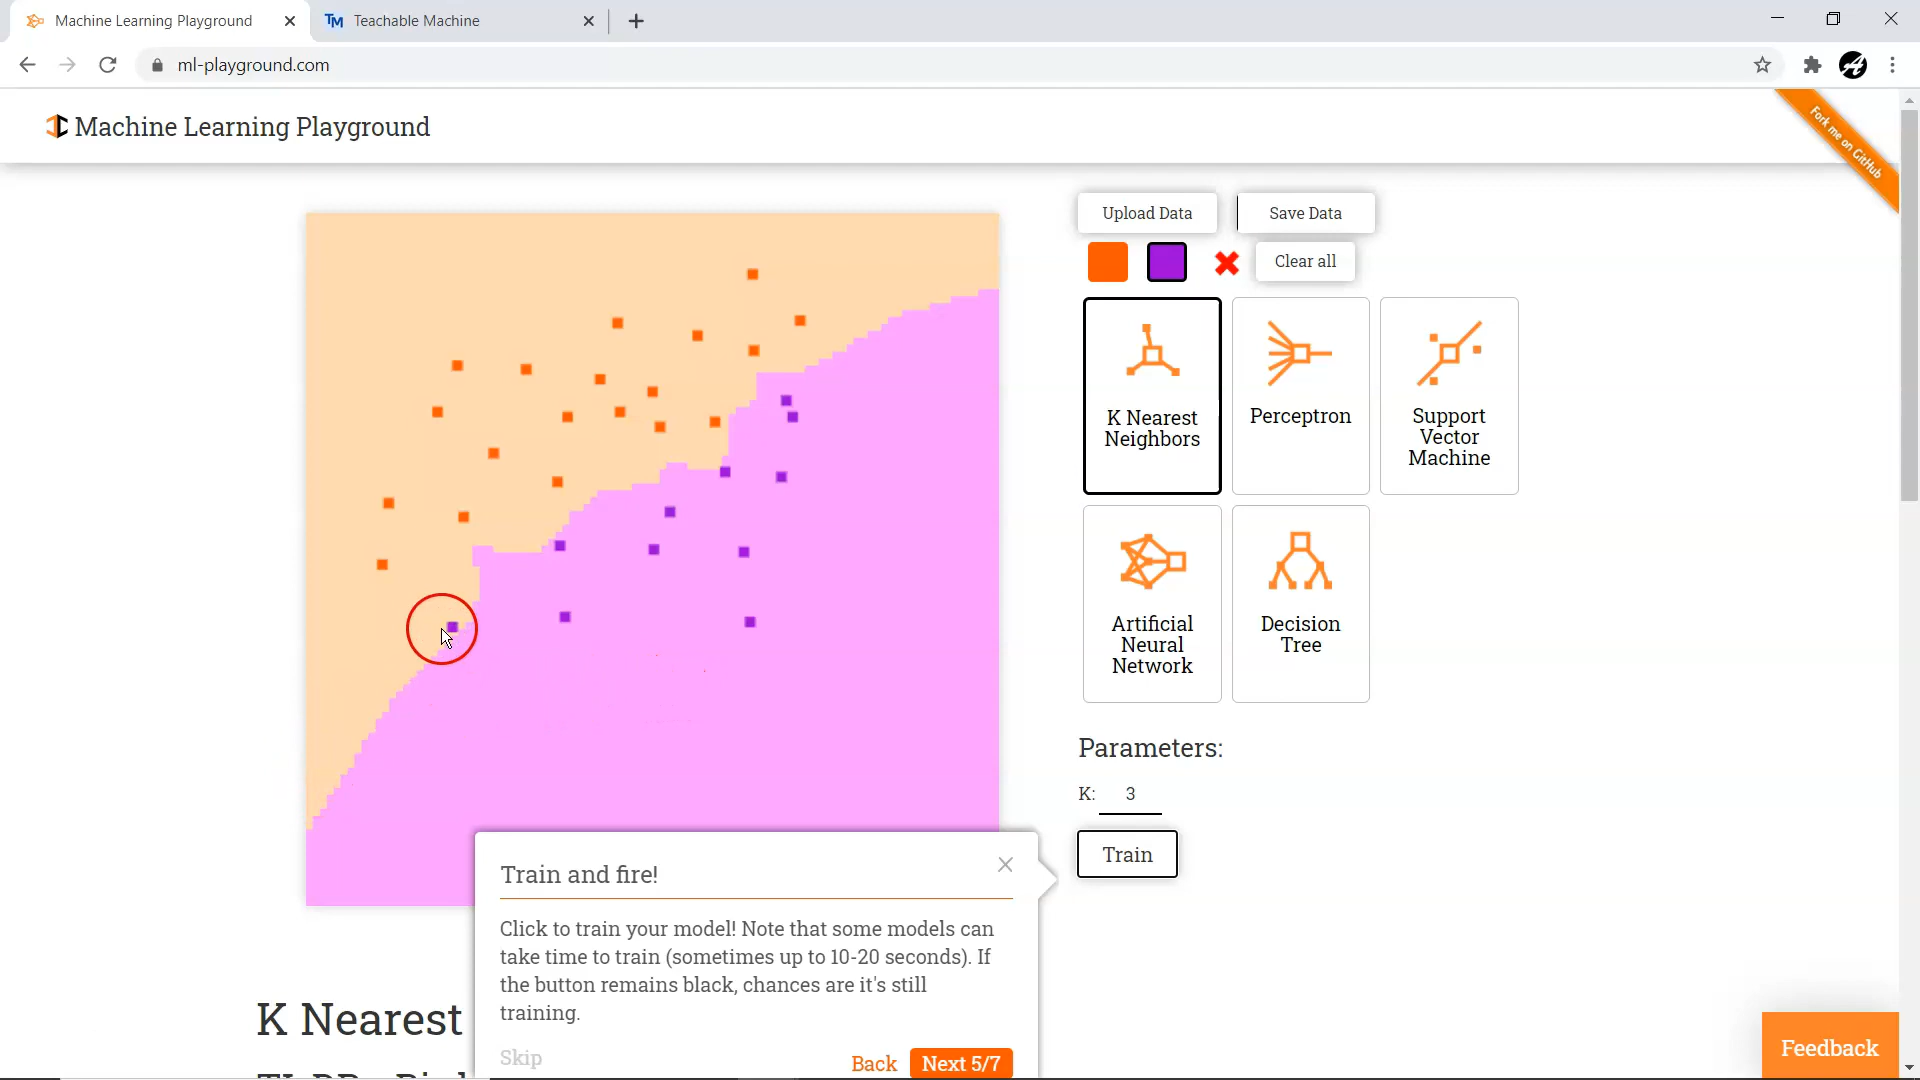 Machine Learning Playground
Teachable Machine
ml-playground.com
Machine Learning Playground
Fork me on GitHub
Upload Data
Save Data
Clear all
K Nearest
Neighbors
Perceptron
Support
Vector
Machine
Artificial
Neural
Network
Decision
Tree
Parameters:
K: 3
Train
Train and fire!
Click to train your model! Note that some models can
take time to train (sometimes up to 10-20 seconds). If
the button remains black, chances are it's still
training.
Skip
Back
Next 5/7
K Nearest
Feedback